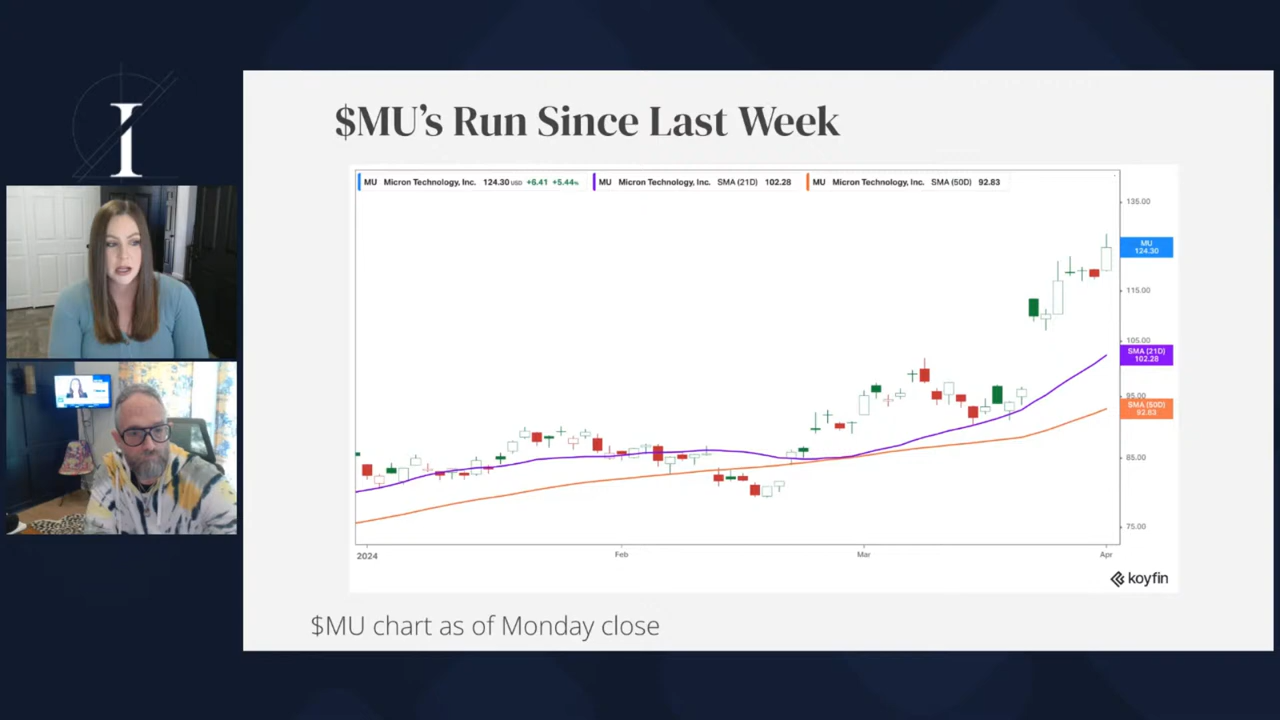 I
$MU's Run Since Last Week
MU Micron Technology, Inc. 124.30 USD +6.41 +5.44% MU Micron Technology, Inc. SMA (21D) 102.28 MU Micron Technology, Inc. SMA (50D) 92.83
135.00
MU
124.30
115.00
105.00
SMA (21D)
102.28
95.00
SMA (50D)
92.83
85.00
75.00
2024 Feb Mar Apr
koyfin
$MU chart as of Monday close